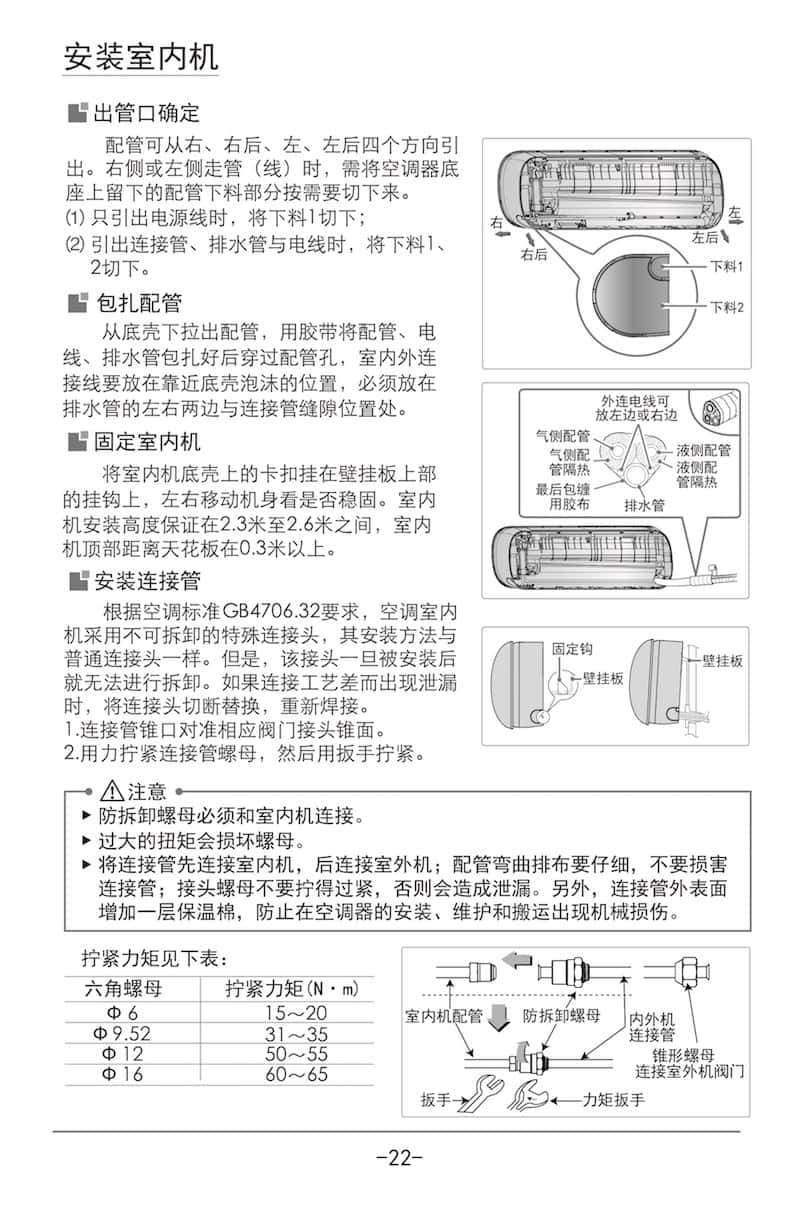 安装室内机
出管口确定
配管可从右、右后、左、左后四个方向引
出。右侧或左侧走管（线）时，需将空调器底
座上留下的配管下料部分按需要切下来。
⑴ 只引出电源线时，将下料1切下；
⑵ 引出连接管、排水管与电线时，将下料1、
2切下。
右
右后
左
左后
下料1
下料2
包扎配管
从底壳下拉出配管，用胶带将配管、电
线、排水管包扎好后穿过配管孔，室内外连
接线要放在靠近底壳泡沫的位置，必须放在
排水管的左右两边与连接管缝隙位置处。
外连电线可
放左边或右边
气侧配管
气侧配
管隔热
最后包缠
用胶布
排水管
液侧配管
液侧配
管隔热
固定室内机
将室内机底壳上的卡扣挂在壁挂板上部
的挂钩上，左右移动机身看是否稳固。室内
机安装高度保证在2.3米至2.6米之间，室内
机顶部距离天花板在0.3米以上。
安装连接管
根据空调标准GB4706.32要求，空调室内
机采用不可拆卸的特殊连接头，其安装方法与
普通连接头一样。但是，该接头一旦被安装后
就无法进行拆卸。如果连接工艺差而出现泄漏
时，将连接头切断替换，重新焊接。
1.连接管锥口对准相应阀门接头锥面。
2.用力拧紧连接管螺母，然后用扳手拧紧。
固定钩
壁挂板
壁挂板
注意
▶ 防拆卸螺母必须和室内机连接。
▶ 过大的扭矩会损坏螺母。
▶ 将连接管先连接室内机，后连接室外机；配管弯曲排布要仔细，不要损害
连接管；接头螺母不要拧得过紧，否则会造成泄漏。另外，连接管外表面
增加一层保温棉，防止在空调器的安装、维护和搬运出现机械损伤。
拧紧力矩见下表：
六角螺母 拧紧力矩(N·m)
Φ6 15～20
Φ9.52 31～35
Φ12 50～55
Φ16 60～65
室内机配管
防拆卸螺母
内外机
连接管
锥形螺母
连接室外机阀门
扳手
力矩扳手
-22-